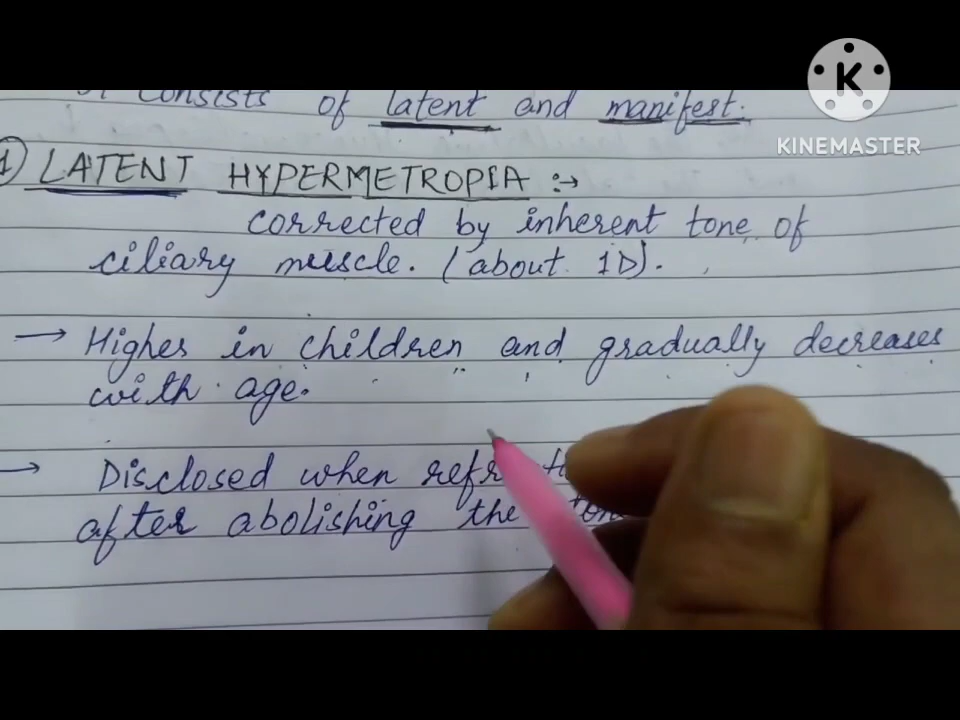 consists of latent and manifest.
KINEMASTER
1) LATENT HYPERMETROPIA :→
corrected by inherent tone of
ciliary muscle. (about 1D).
→ Higher in children and gradually decreases
with age.
→ Disclosed when
after abolishing the